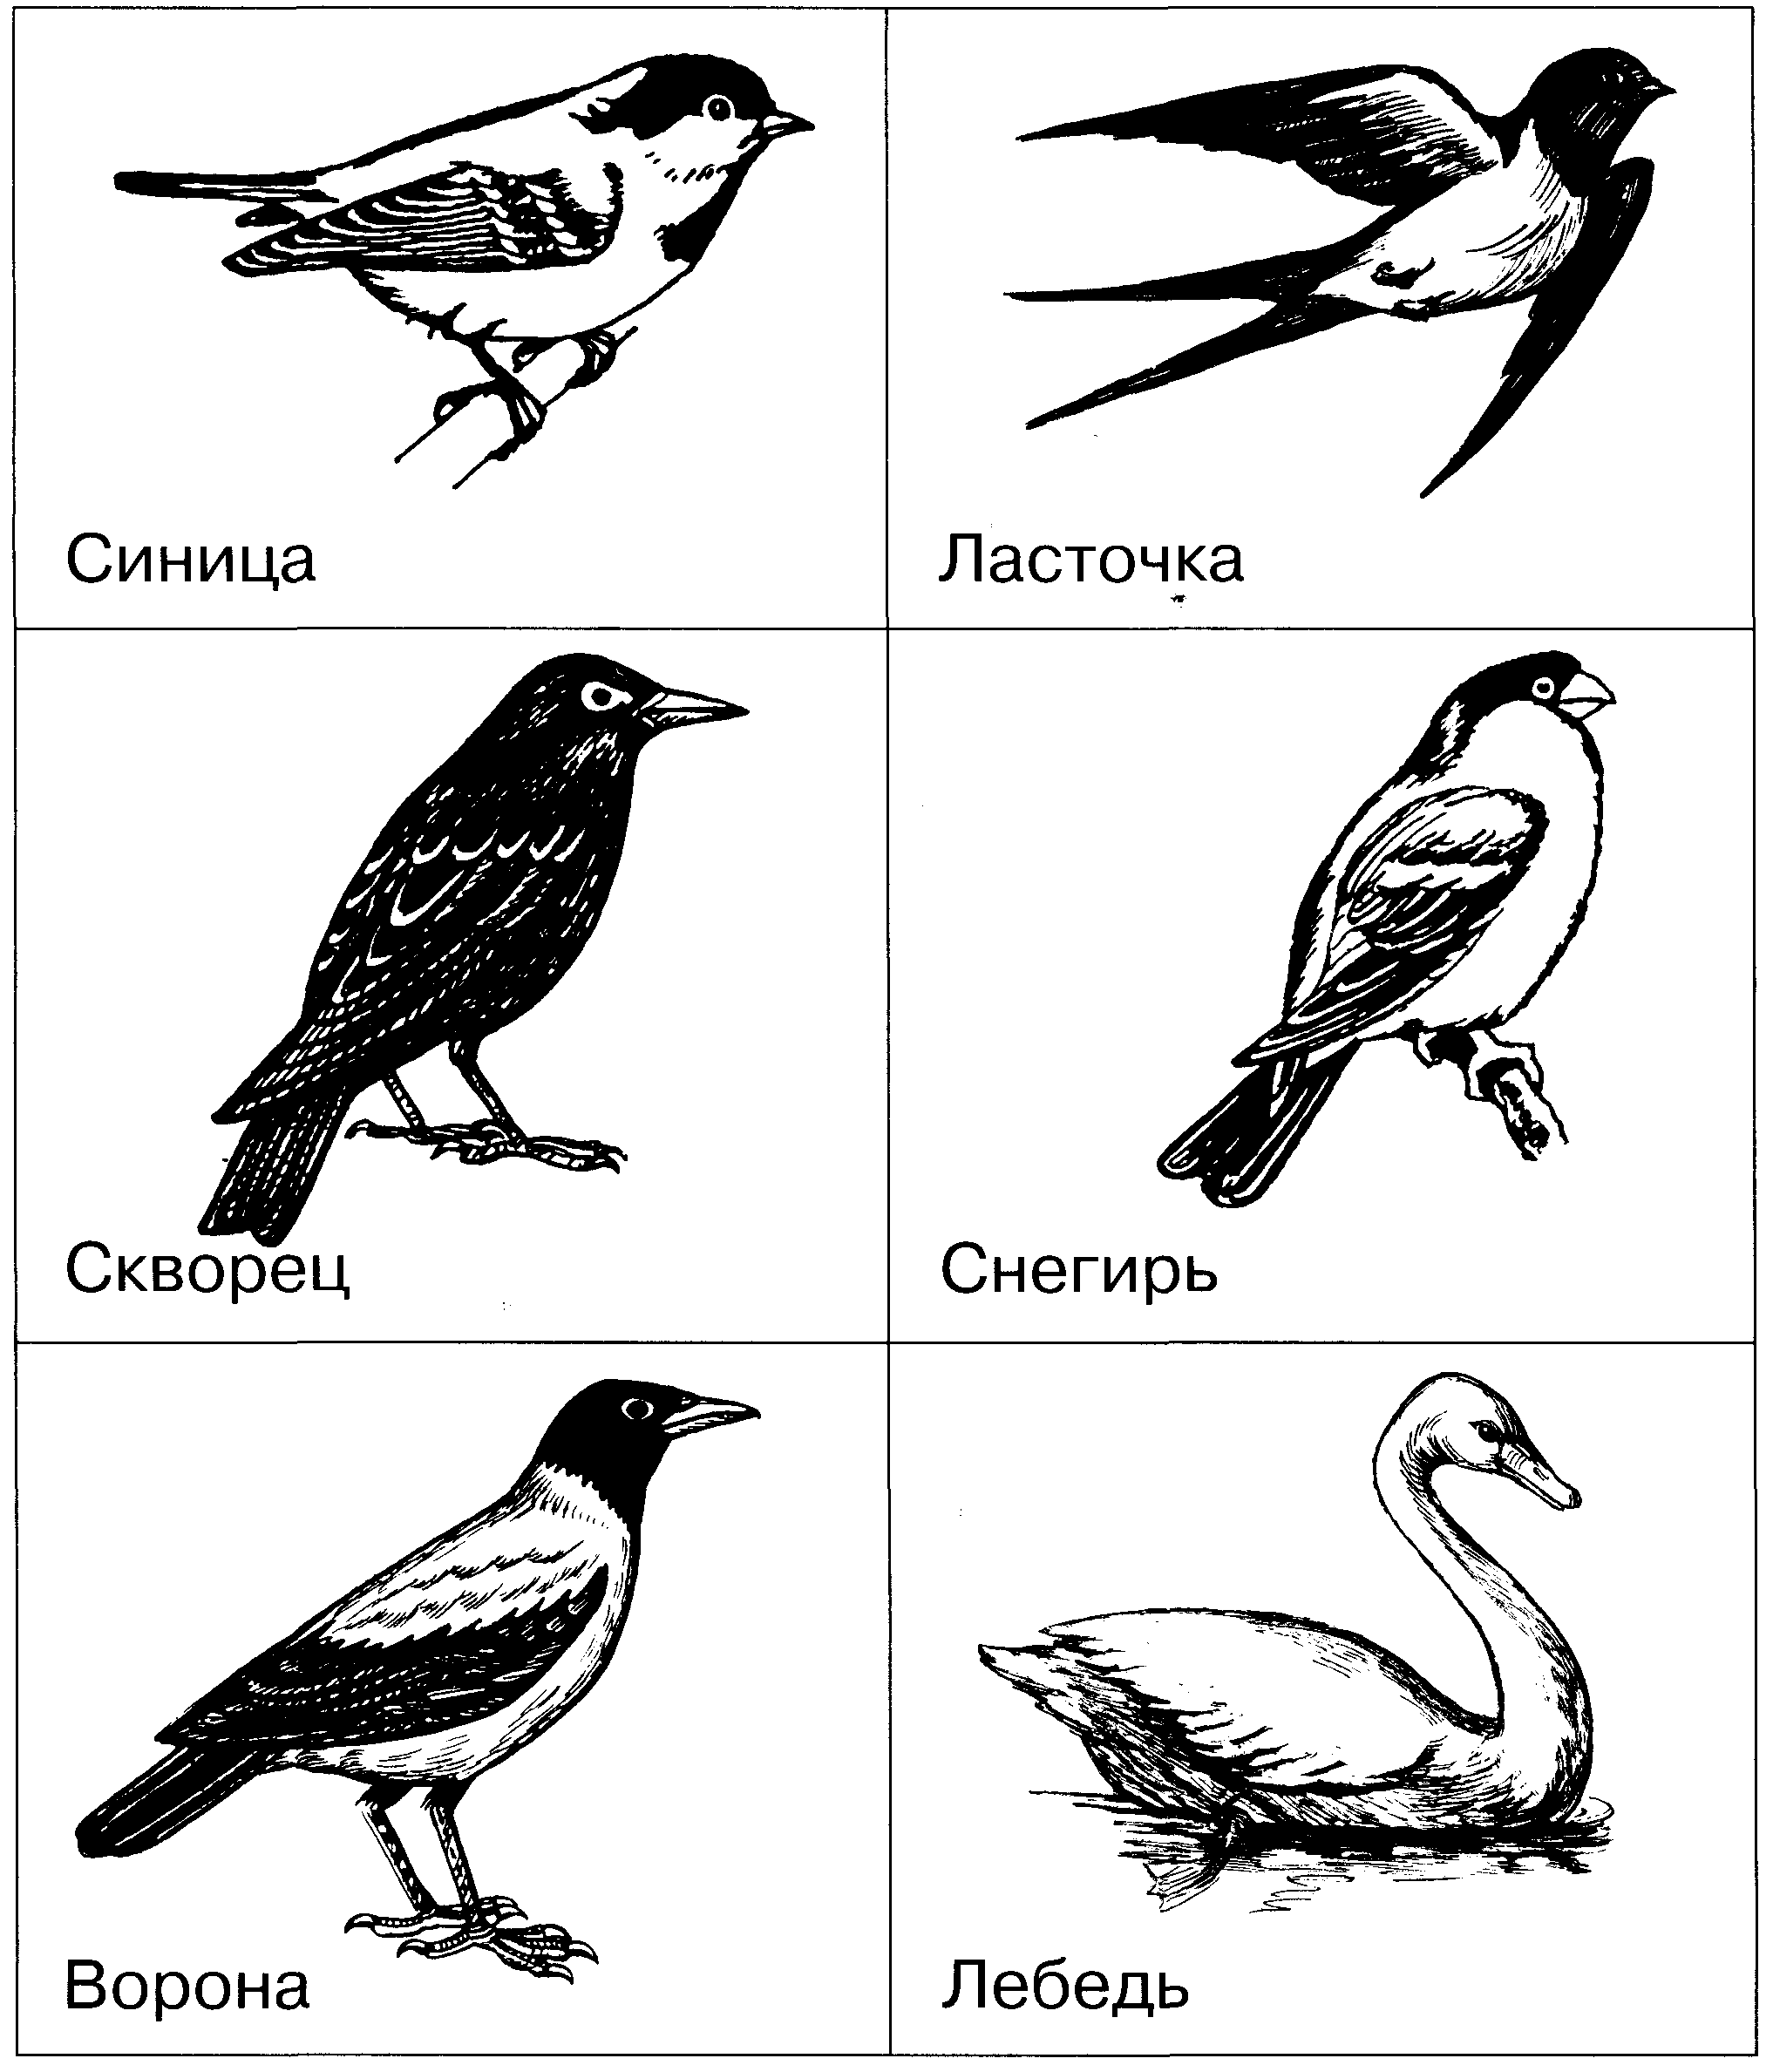 Синица
Ласточка
Скворец
Снегирь
Ворона
Лебедь